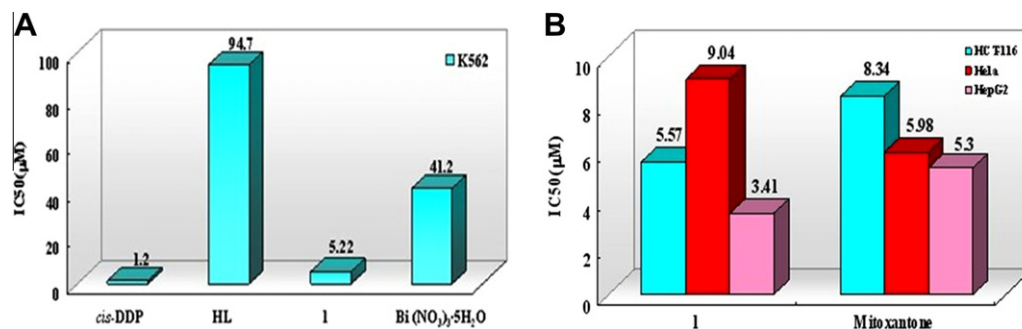 A
94.7
K562
100
80
60
40
20
0
IC50(μM)
1.2
5.22
41.2
cis-DDP
HL
1
Bi(NO₃)₃·5H₂O
B
HCT-116
Hela
HepG2
10
8
6
4
2
0
IC50(μM)
5.57
9.04
3.41
8.34
5.98
5.3
1
Mitoxantone